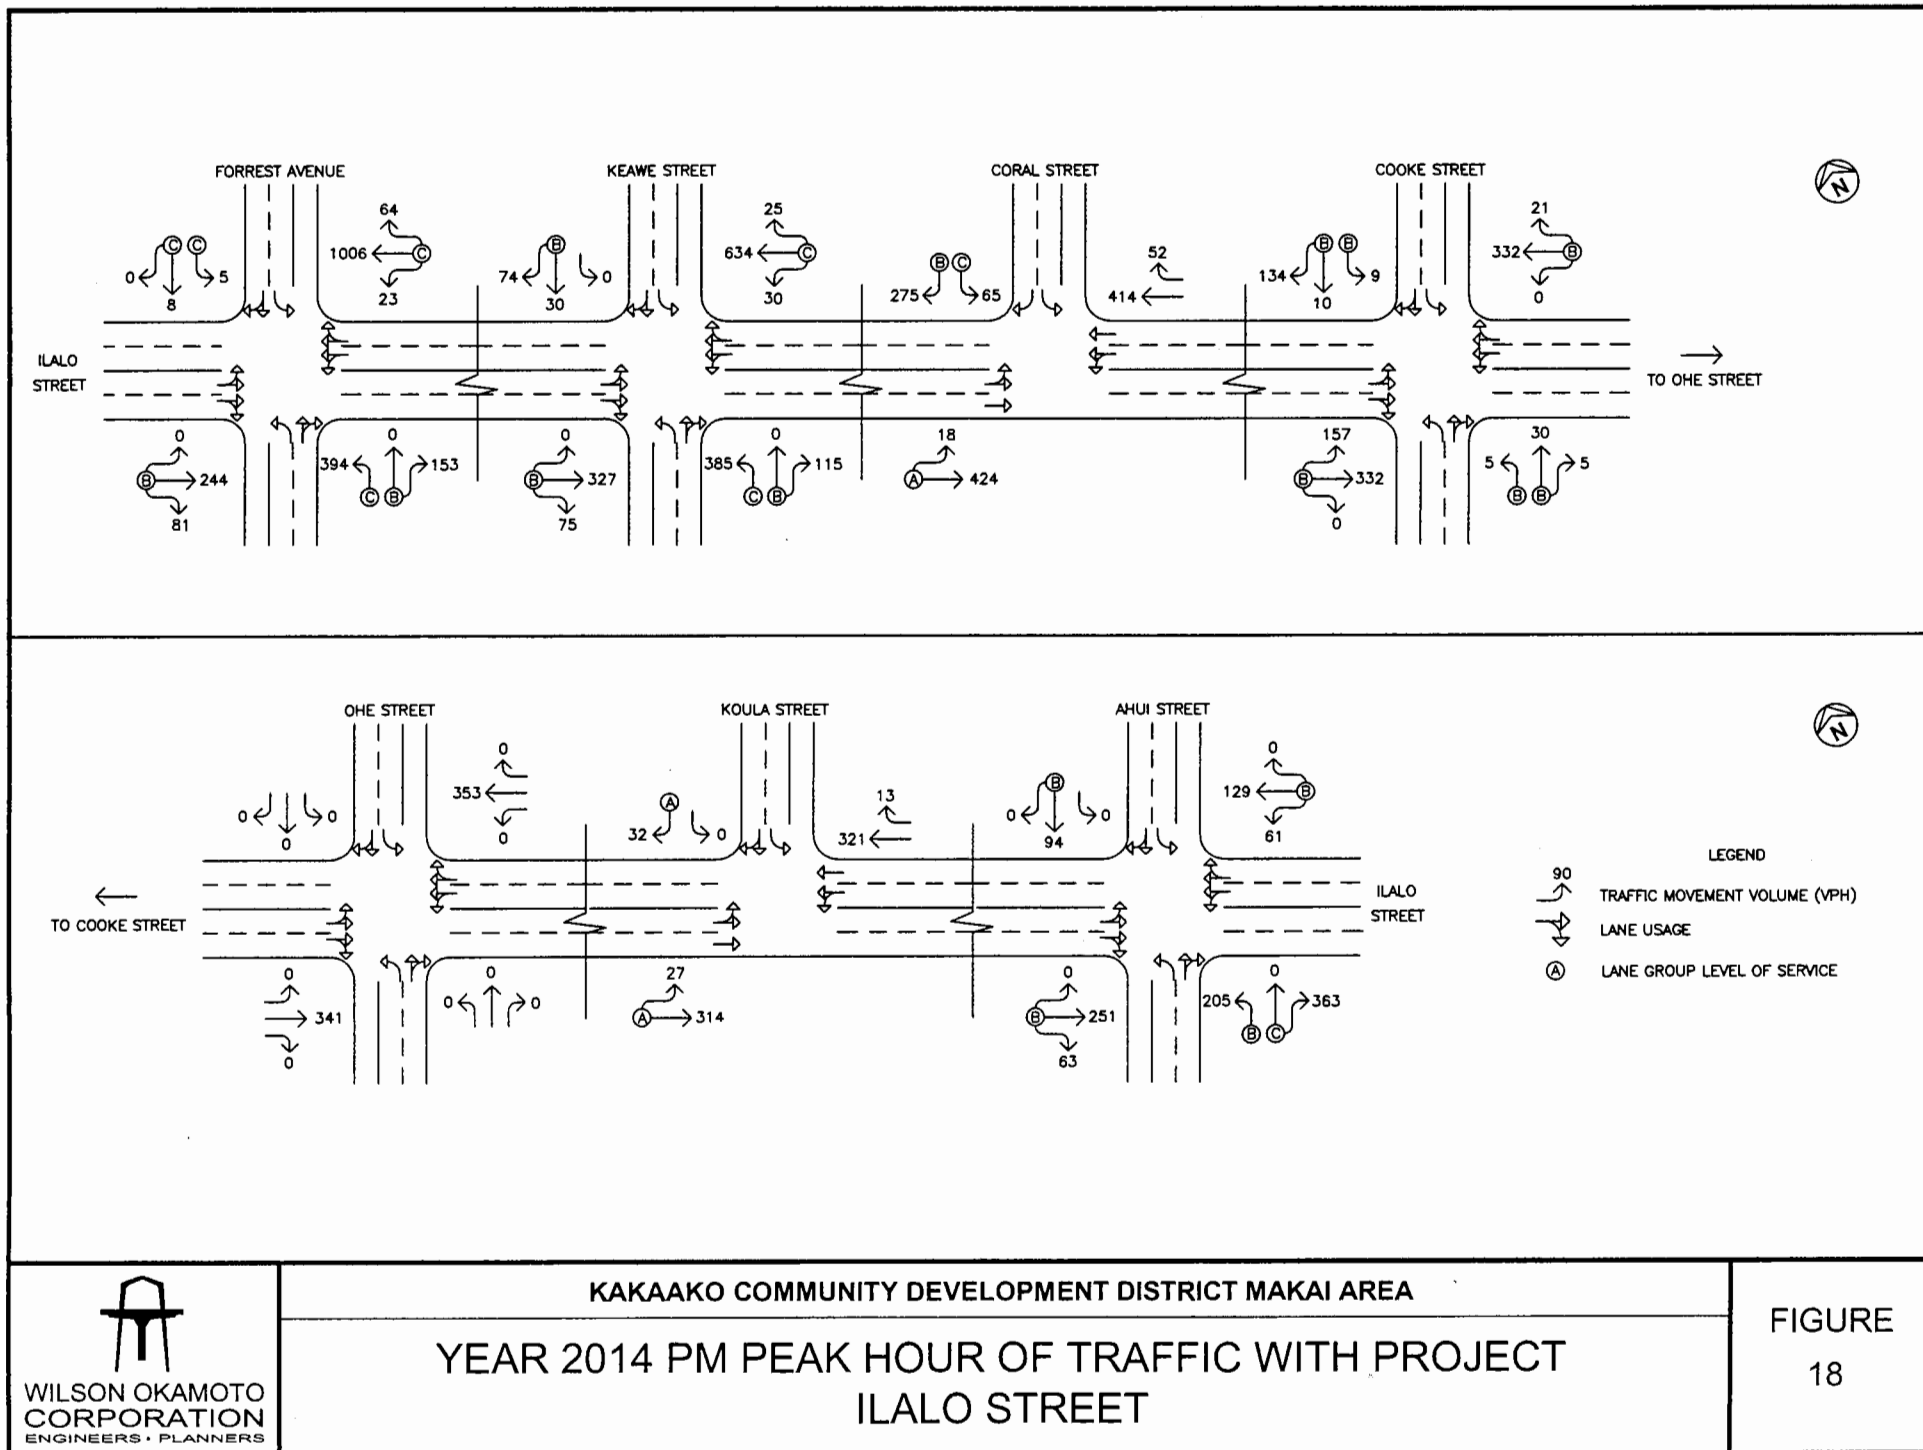 FORREST AVENUE
KEAWE STREET
CORAL STREET
COOKE STREET
N
64
25
52
21
C C
1006 C
B
634 C
B C
B B
332 B
0 5
74 0
275 65
414
134 9
8
23
30
30
10
0
ILALO
STREET
TO OHE STREET
0
0
0
0
18
157
30
B 244
394 153
B 327
385 115
A 424
B 332
5 5
C B
C B
B B
81
75
0
OHE STREET
KOULA STREET
AHUI STREET
N
0
0
353
A
13
B
129 B
0 0
32 0
321
0 0
0
0
94
61
LEGEND
90
TRAFFIC MOVEMENT VOLUME (VPH)
LANE USAGE
A LANE GROUP LEVEL OF SERVICE
ILALO
STREET
TO COOKE STREET
0
0
27
0
0
341
0 0
A 314
B 251
205 363
B C
0
63
KAKAAKO COMMUNITY DEVELOPMENT DISTRICT MAKAI AREA
YEAR 2014 PM PEAK HOUR OF TRAFFIC WITH PROJECT
ILALO STREET
FIGURE
18
WILSON OKAMOTO
CORPORATION
ENGINEERS · PLANNERS